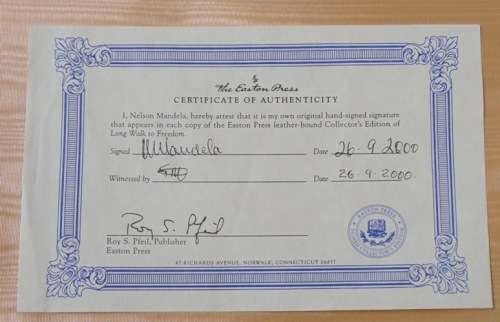 The Easton Press
CERTIFICATE OF AUTHENTICITY
I, Nelson Mandela, hereby attest that it is my own original hand-signed signature
that appears in each copy of the Easton Press leather-bound Collector's Edition of
Long Walk to Freedom.
Signed NMandela Date 26-9-2000
Witnessed by Date 26-9-2000
Roy S. Pfeil
Roy S. Pfeil, Publisher
Easton Press
47 RICHARDS AVENUE, NORWALK, CONNECTICUT 06857
EASTON PRESS